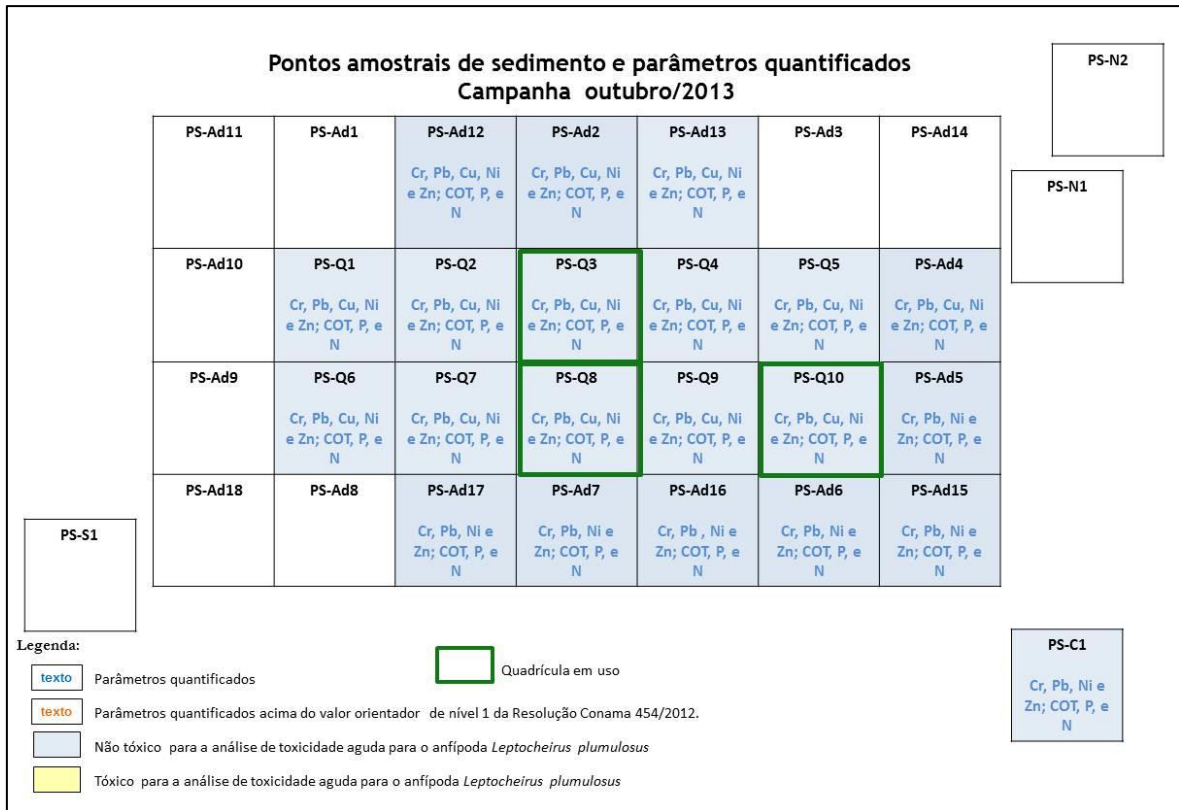 Pontos amostrais de sedimento e parâmetros quantificados
Campanha outubro/2013
PS-N2
PS-N1
PS-Ad11
PS-Ad1
PS-Ad12
Cr, Pb, Cu, Ni
e Zn; COT, P, e
N
PS-Ad2
Cr, Pb, Cu, Ni
e Zn; COT, P, e
N
PS-Ad13
Cr, Pb, Cu, Ni
e Zn; COT, P, e
N
PS-Ad3
PS-Ad14
PS-Ad10
PS-Q1
Cr, Pb, Cu, Ni
e Zn; COT, P, e
N
PS-Q2
Cr, Pb, Cu, Ni
e Zn; COT, P, e
N
PS-Q3
Cr, Pb, Cu, Ni
e Zn; COT, P, e
N
PS-Q4
Cr, Pb, Cu, Ni
e Zn; COT, P, e
N
PS-Q5
Cr, Pb, Cu, Ni
e Zn; COT, P, e
N
PS-Ad4
Cr, Pb, Cu, Ni
e Zn; COT, P, e
N
PS-Ad9
PS-Q6
Cr, Pb, Cu, Ni
e Zn; COT, P, e
N
PS-Q7
Cr, Pb, Cu, Ni
e Zn; COT, P, e
N
PS-Q8
Cr, Pb, Cu, Ni
e Zn; COT, P, e
N
PS-Q9
Cr, Pb, Cu, Ni
e Zn; COT, P, e
N
PS-Q10
Cr, Pb, Cu, Ni
e Zn; COT, P, e
N
PS-Ad5
Cr, Pb, Ni e
Zn; COT, P, e
N
PS-Ad18
PS-Ad8
PS-Ad17
Cr, Pb, Ni e
Zn; COT, P, e
N
PS-Ad7
Cr, Pb, Ni e
Zn; COT, P, e
N
PS-Ad16
Cr, Pb , Ni e
Zn; COT, P, e
N
PS-Ad6
Cr, Pb, Ni e
Zn; COT, P, e
N
PS-Ad15
Cr, Pb, Ni e
Zn; COT, P, e
N
PS-S1
PS-C1
Cr, Pb, Ni e
Zn; COT, P, e
N
Legenda:
texto Parâmetros quantificados
Quadrícula em uso
texto Parâmetros quantificados acima do valor orientador de nível 1 da Resolução Conama 454/2012.
Não tóxico para a análise de toxicidade aguda para o anfípoda Leptocheirus plumulosus
Tóxico para a análise de toxicidade aguda para o anfípoda Leptocheirus plumulosus